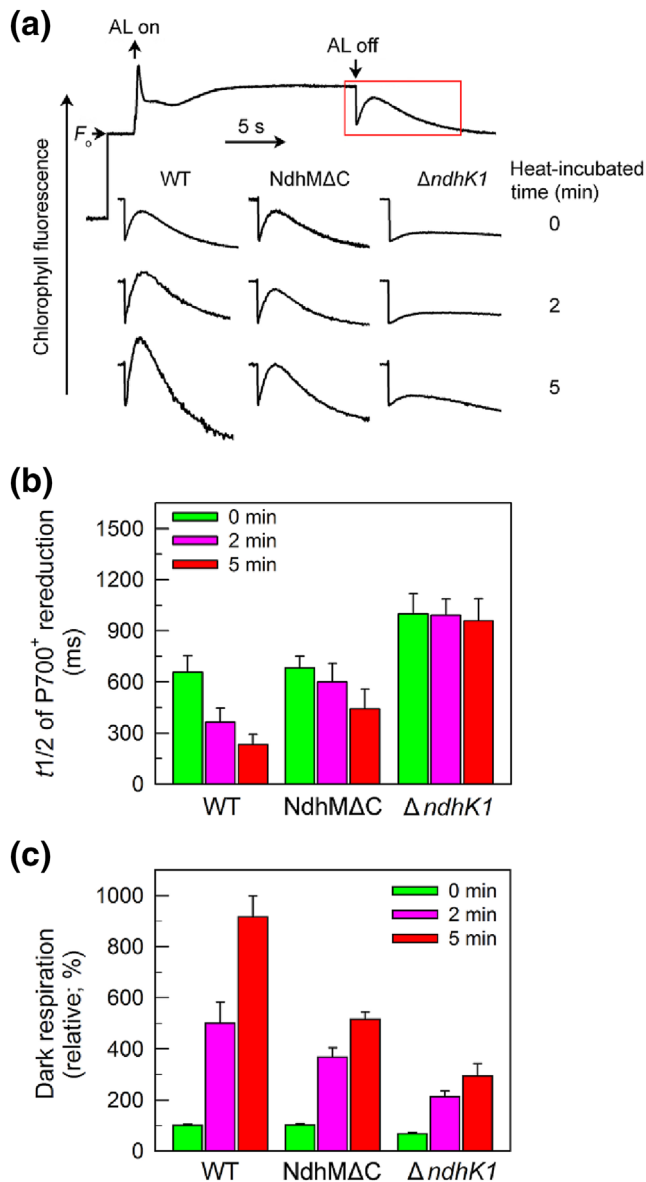 (a)
AL on
AL off
Chlorophyll fluorescence
Fo
5 s
WT
NdhMΔC
ΔndhK1
Heat-incubated
time (min)
0
2
5
(b)
t1/2 of P700+ rereduction
(ms)
1500
1200
900
600
300
0
0 min
2 min
5 min
WT
NdhMΔC
ΔndhK1
(c)
Dark respiration
(relative; %)
1000
800
600
400
200
0
0 min
2 min
5 min
WT
NdhMΔC
ΔndhK1